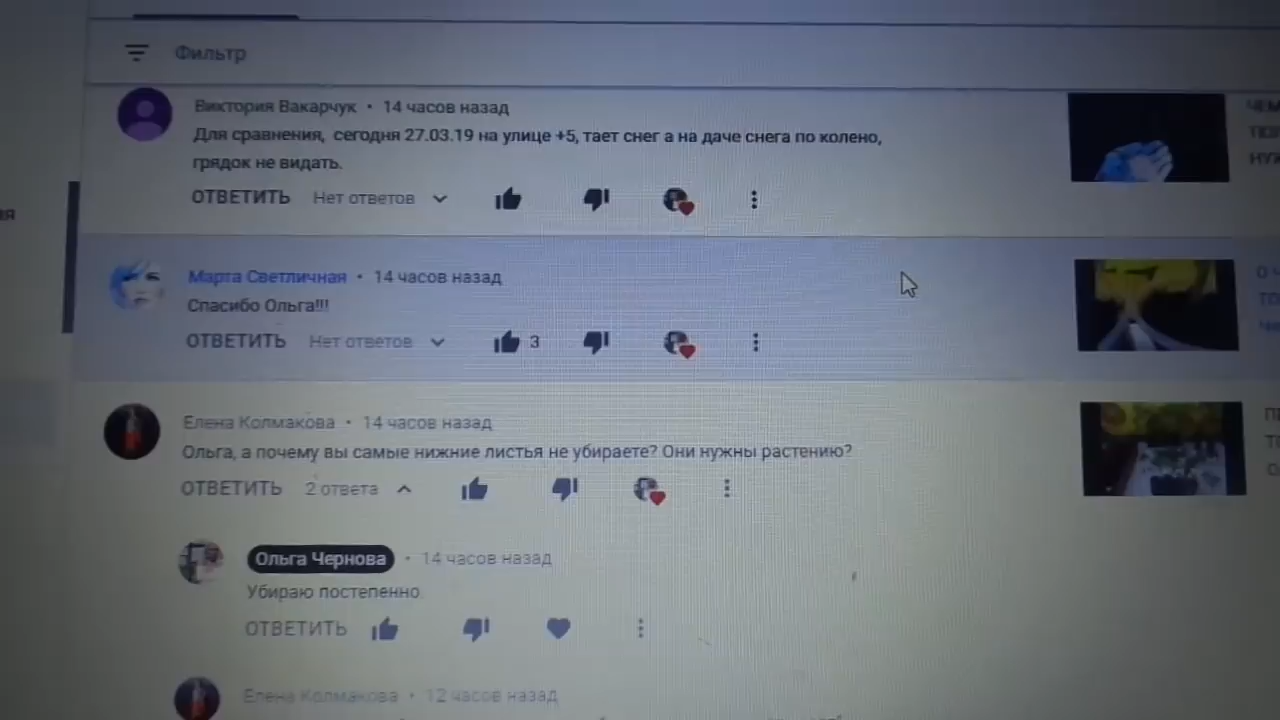 Фильтр
Виктория Вакарчук • 14 часов назад
Для сравнения, сегодня 27.03.19 на улице +5, тает снег а на даче снега по колено,
грядок не видать.
ОТВЕТИТЬ Нет ответов
Марта Светличная • 14 часов назад
Спасибо Ольга!!!
ОТВЕТИТЬ Нет ответов 3
Елена Колмакова • 14 часов назад
Ольга, а почему вы самые нижние листья не убираете? Они нужны растению?
ОТВЕТИТЬ 2 ответа
Ольга Чернова • 14 часов назад
Убираю постепенно
ОТВЕТИТЬ
Елена Колмакова • 12 часов назад